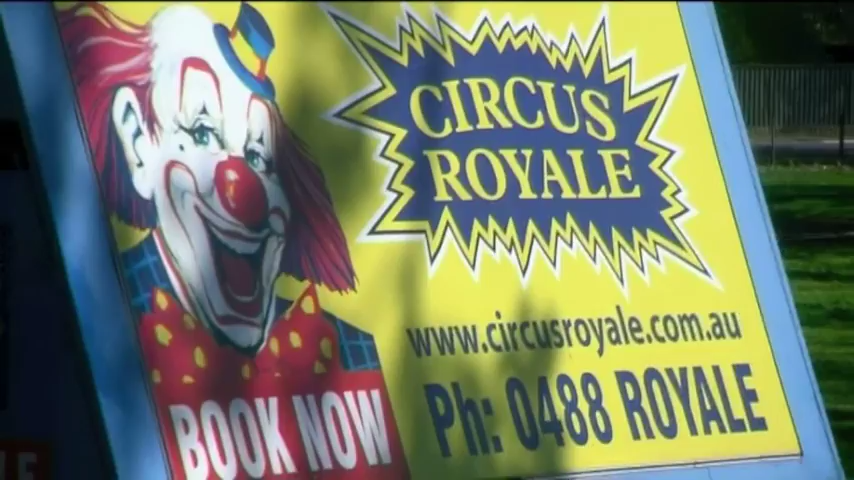 CIRCUS
ROYALE
www.circusroyale.com.au
Ph: 0488 ROYALE
BOOK NOW